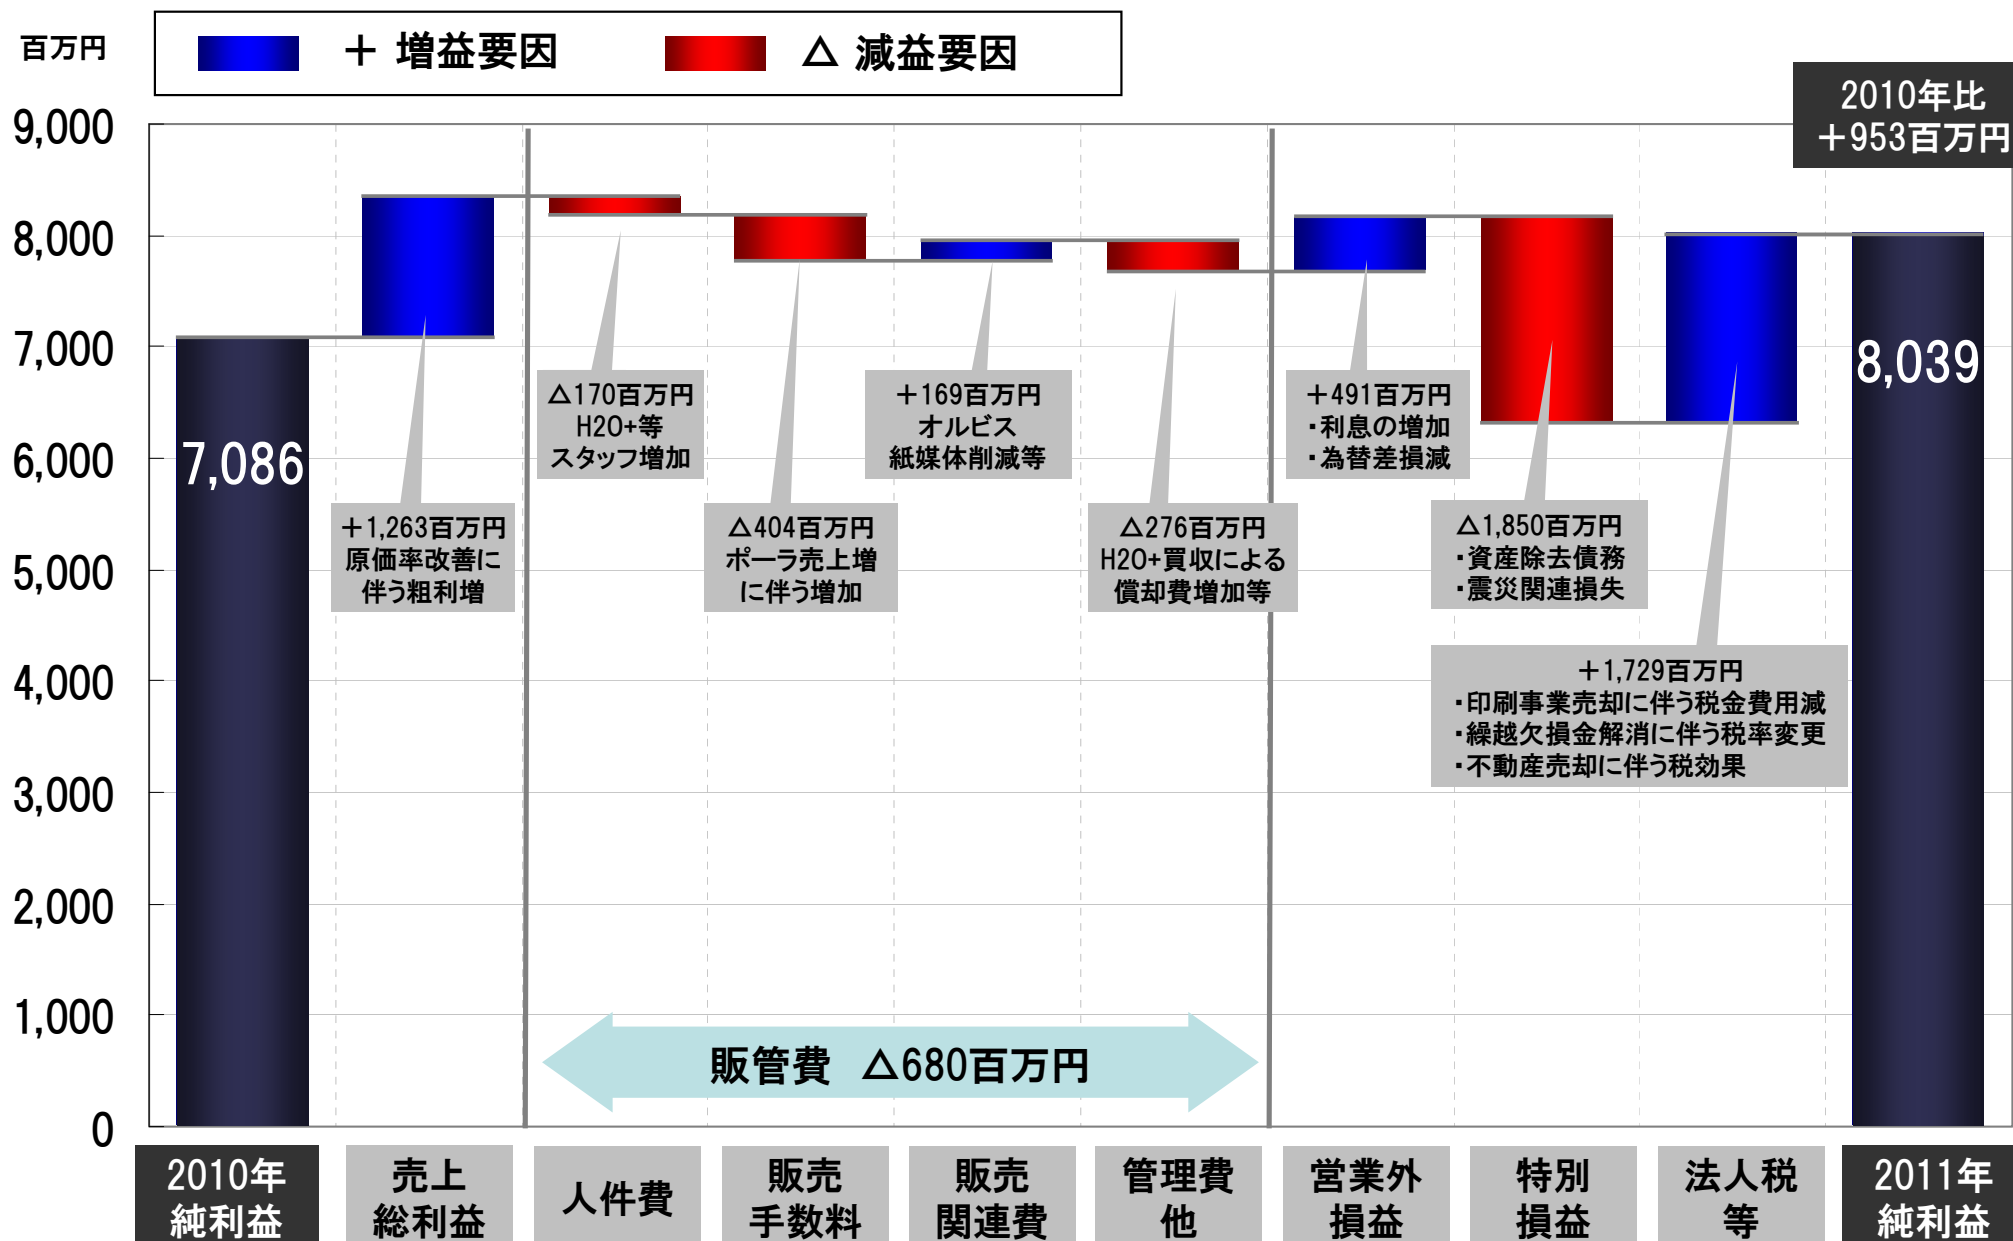 百万円
＋ 増益要因
△ 減益要因
2010年比
＋953百万円
9,000
8,000
7,000
6,000
5,000
4,000
3,000
2,000
1,000
0
7,086
＋1,263百万円
原価率改善に
伴う粗利増
△170百万円
H2O+等
スタッフ増加
△404百万円
ポーラ売上増
に伴う増加
＋169百万円
オルビス
紙媒体削減等
△276百万円
H2O+買収による
償却費増加等
＋491百万円
・利息の増加
・為替差損減
△1,850百万円
・資産除去債務
・震災関連損失
＋1,729百万円
・印刷事業売却に伴う税金費用減
・繰越欠損金解消に伴う税率変更
・不動産売却に伴う税効果
8,039
販管費 △680百万円
2010年
純利益
売上
総利益
人件費
販売
手数料
販売
関連費
管理費
他
営業外
損益
特別
損益
法人税
等
2011年
純利益